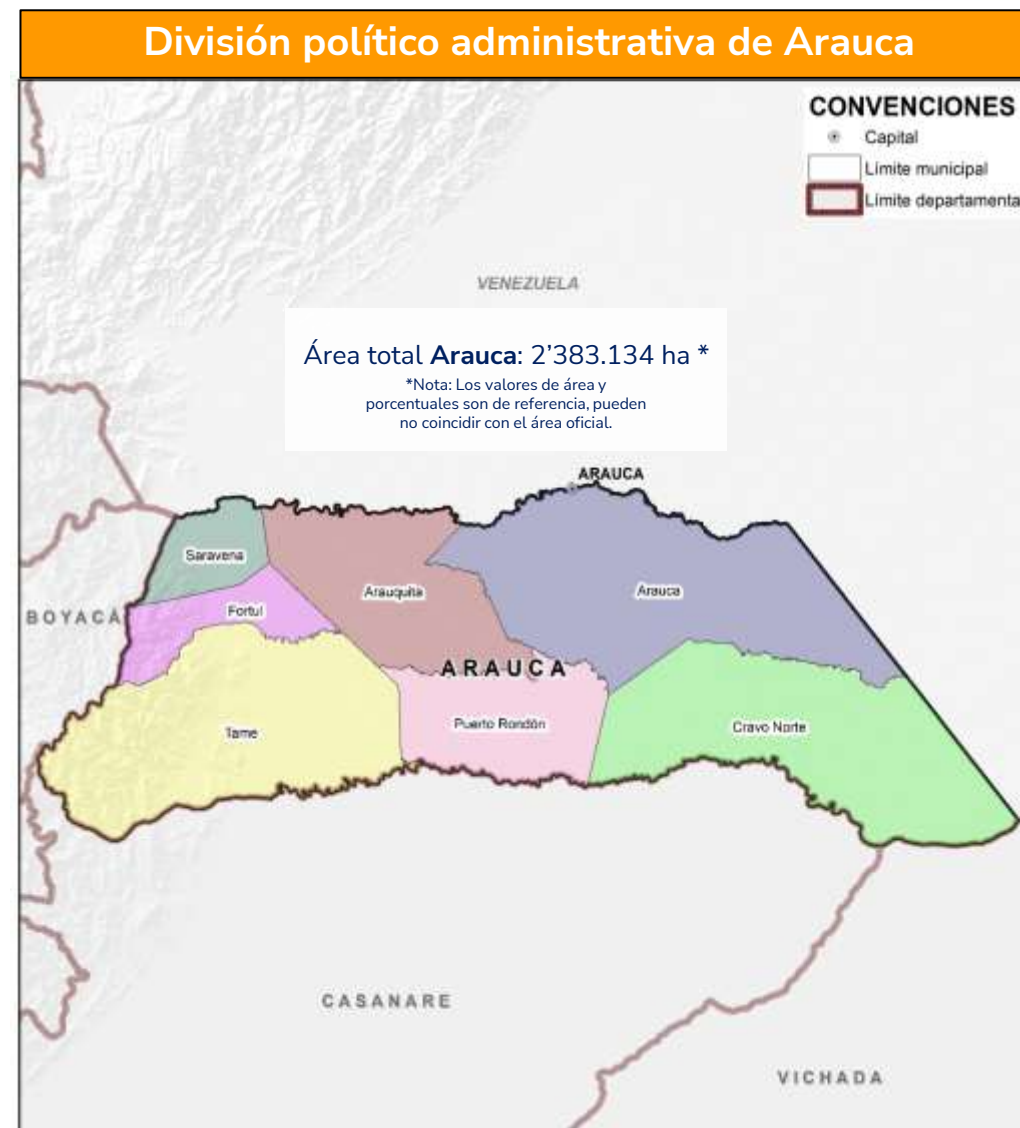 División político administrativa de Arauca
CONVENCIONES
Capital
Límite municipal
Límite departamenta
VENEZUELA
Área total Arauca: 2’383.134 ha *
*Nota: Los valores de área y
porcentuales son de referencia, pueden
no coincidir con el área oficial.
ARAUCA
Saravena
Arauquita
Arauca
Fortul
BOYACÁ
ARAUCA
Puerto Rondón
Cravo Norte
Tame
CASANARE
VICHADA